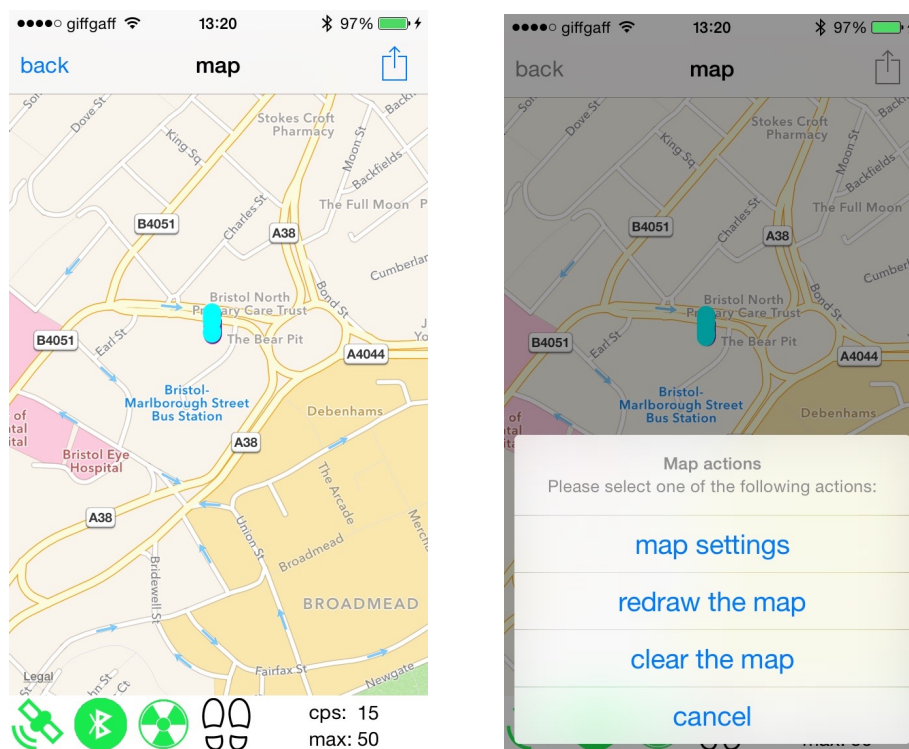 giffgaff 13:20 97%
back map
Stokes Croft
Pharmacy
Dove St
King Sq
Moon St
Backfields
The Full Moon
B4051
Charles St
A38
Bond St
Bristol North
Primary Care Trust
B4051
Earl St
The Bear Pit
A4044
Bristol-
Marlborough Street
Bus Station
Debenhams
A38
Bristol Eye
Hospital
The Arcade
A38
Union St
Broadmead
Bridewell St
BROADMEAD
Fairfax St
Newgate
Legal
cps: 15
max: 50
giffgaff 13:20 97%
back map
Stokes Croft
Pharmacy
Dove St
King Sq
Moon St
Backfields
The Full Moon
B4051
Charles St
A38
Bond St
Bristol North
Primary Care Trust
B4051
Earl St
The Bear Pit
A4044
Bristol-
Marlborough Street
Bus Station
Debenhams
Map actions
Please select one of the following actions:
map settings
redraw the map
clear the map
cancel